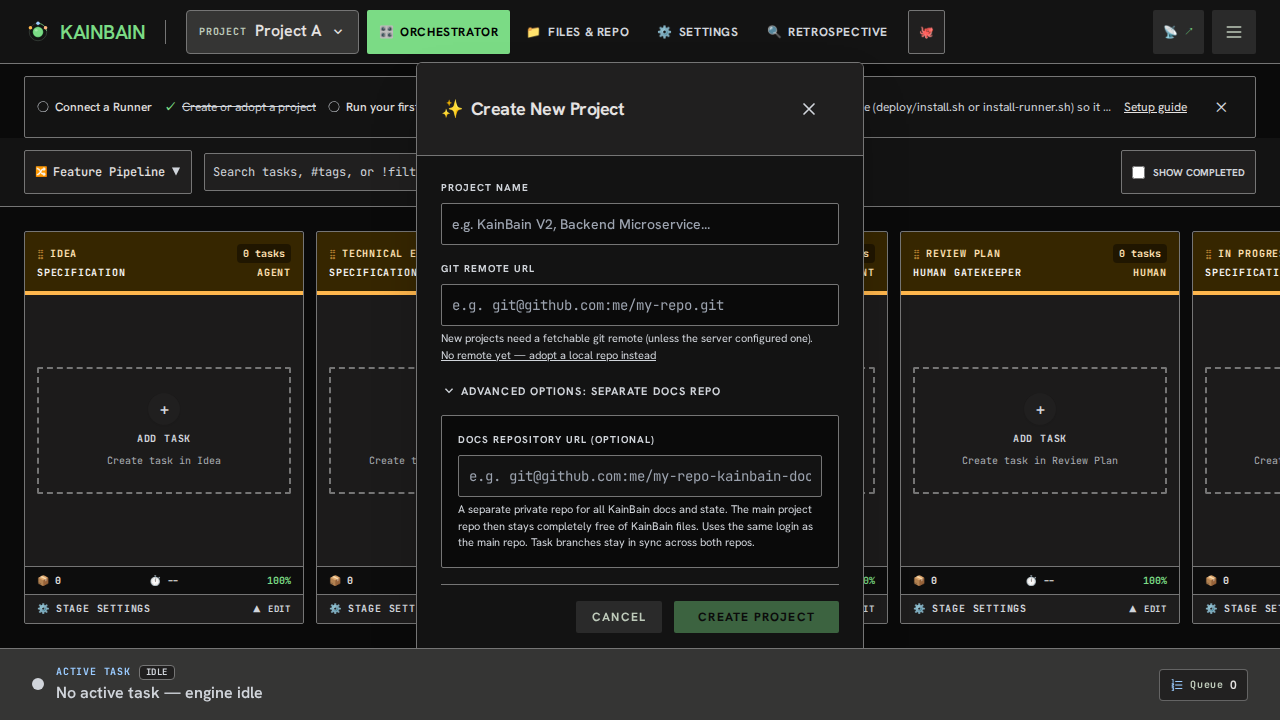 KAINBAIN
PROJECT Project A
ORCHESTRATOR
FILES & REPO
SETTINGS
RETROSPECTIVE
Connect a Runner
Create or adopt a project
Run your first
(deploy/install.sh or install-runner.sh) so it ...
Setup guide
Feature Pipeline
Search tasks, #tags, or !filt
SHOW COMPLETED
Create New Project
PROJECT NAME
e.g. KainBain V2, Backend Microservice...
GIT REMOTE URL
e.g. git@github.com:me/my-repo.git
New projects need a fetchable git remote (unless the server configured one).
No remote yet — adopt a local repo instead
ADVANCED OPTIONS: SEPARATE DOCS REPO
DOCS REPOSITORY URL (OPTIONAL)
e.g. git@github.com:me/my-repo-kainbain-doc
A separate private repo for all KainBain docs and state. The main project
repo then stays completely free of KainBain files. Uses the same login as
the main repo. Task branches stay in sync across both repos.
CANCEL
CREATE PROJECT
IDEA
0 tasks
SPECIFICATION
AGENT
+
ADD TASK
Create task in Idea
0
--
100%
STAGE SETTINGS
EDIT
TECHNICAL
SPECIFICATION
Create
0
STAGE SETT
REVIEW PLAN
0 tasks
HUMAN GATEKEEPER
HUMAN
+
ADD TASK
Create task in Review Plan
0
--
100%
STAGE SETTINGS
EDIT
IN PROGRES
SPECIFICATI
0
STAGE SE
ACTIVE TASK IDLE
No active task — engine idle
Queue 0